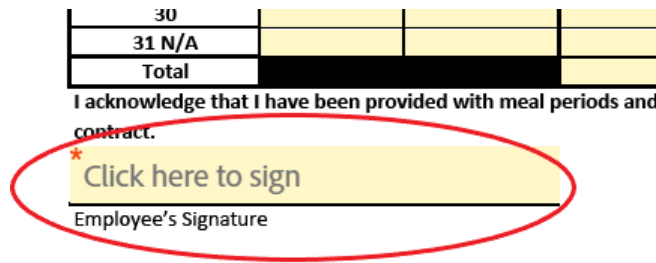 30
31 N/A
Total
I acknowledge that I have been provided with meal periods and
contract.
* Click here to sign
Employee's Signature